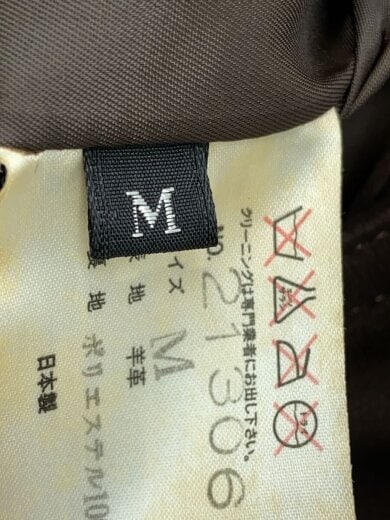 M
クリーニングは専門業者にお出し下さい。
No. 21306
イズ M
地 羊革
裏 地 ポリエステル10
日本製